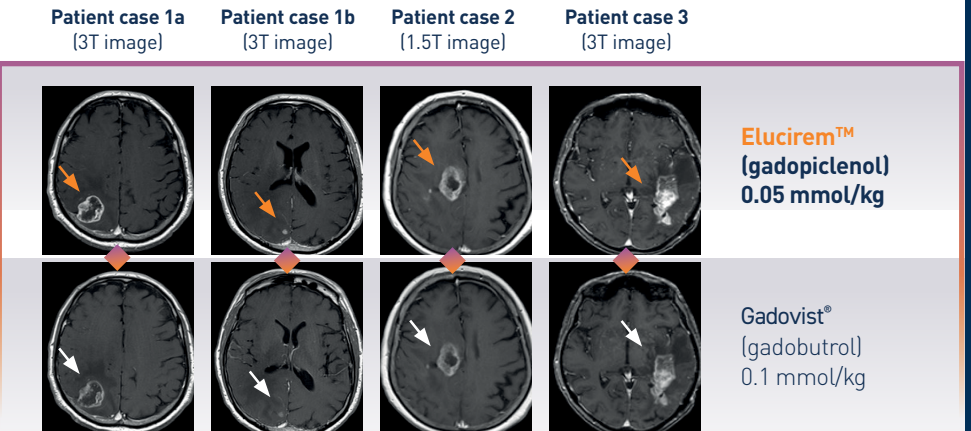 Patient case 1a
(3T image)
Patient case 1b
(3T image)
Patient case 2
(1.5T image)
Patient case 3
(3T image)
Elucirem™
(gadopiclenol)
0.05 mmol/kg
Gadovist®
(gadobutrol)
0.1 mmol/kg